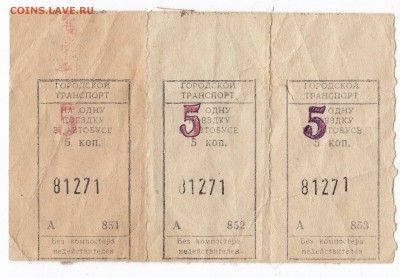 COINS.LAVE.RU
ГОРОДСКОЙ
ТРАНСПОРТ
НА ОДНУ
ПОЕЗДКУ
В АВТОБУСЕ
5 коп.
5
81271
А 851
Без компостера
недействителен
ГОРОДСКОЙ
ТРАНСПОРТ
НА ОДНУ
ПОЕЗДКУ
В АВТОБУСЕ
5 коп.
5
81271
А 852
Без компостера
недействителен
ГОРОДСКОЙ
ТРАНСПОРТ
НА ОДНУ
ПОЕЗДКУ
В АВТОБУСЕ
5 коп.
5
81271
А 853
Без компостера
недействителен